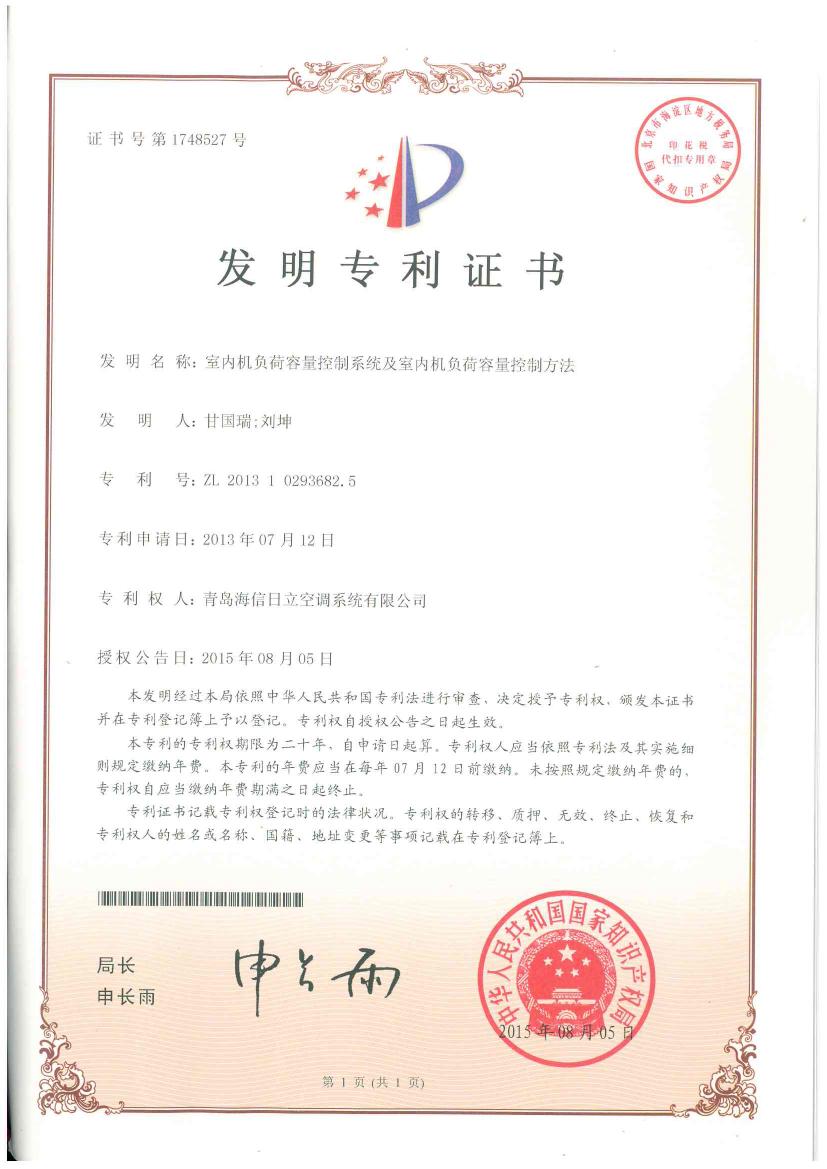 证书号第1748527号
北京市海淀区地方税务局
印花税
代扣专用章
国家知识产权局
发明专利证书
发明名称：室内机负荷容量控制系统及室内机负荷容量控制方法
发明人：甘国瑞;刘坤
专利号：ZL 2013 1 0293682.5
专利申请日：2013年07月12日
专利权人：青岛海信日立空调系统有限公司
授权公告日：2015年08月05日
本发明经过本局依照中华人民共和国专利法进行审查，决定授予专利权，颁发本证书
并在专利登记簿上予以登记。专利权自授权公告之日起生效。
本专利的专利权期限为二十年，自申请日起算。专利权人应当依照专利法及其实施细
则规定缴纳年费。本专利的年费应当在每年07月12日前缴纳。未按照规定缴纳年费的，
专利权自应当缴纳年费期满之日起终止。
专利证书记载专利权登记时的法律状况。专利权的转移、质押、无效、终止、恢复和
专利权人的姓名或名称、国籍、地址变更等事项记载在专利登记簿上。
局长
申长雨
申长雨
中华人民共和国国家知识产权局
2015年08月05日
第1页(共1页)